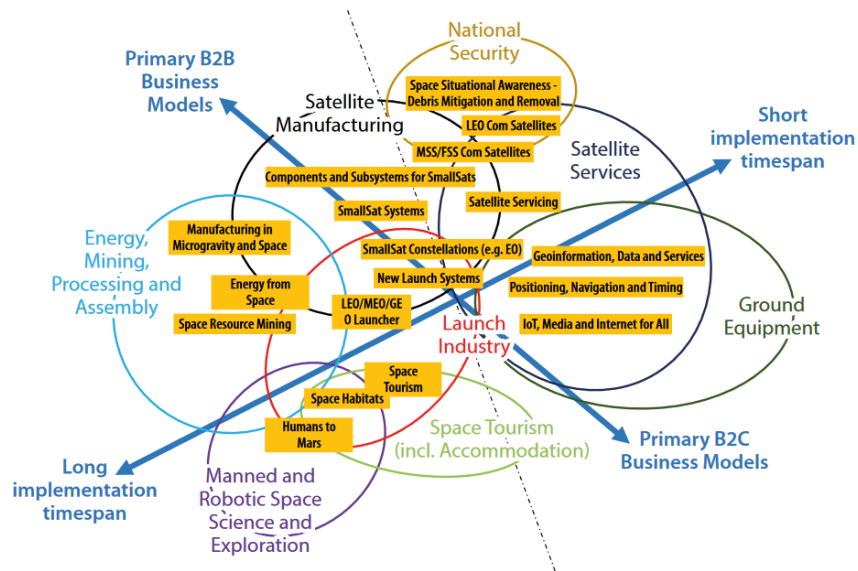 National
Security
Primary B2B
Business
Models
Space Situational Awareness -
Debris Mitigation and Removal
Satellite
Manufacturing
LEO Com Satellites
Short
implementation
timespan
MSS/FSS Com Satellites
Satellite
Services
Components and Subsystems for SmallSats
Satellite Servicing
SmallSat Systems
Energy,
Mining,
Processing and
Assembly
Manufacturing in
Microgravity and Space
SmallSat Constellations (e.g. EO)
Geoinformation, Data and Services
New Launch Systems
Energy from
Space
Positioning, Navigation and Timing
LEO/MEO/GE
O Launcher
Space Resource Mining
Launch
Industry
IoT, Media and Internet for All
Ground
Equipment
Space
Tourism
Space Habitats
Humans to
Mars
Space Tourism
(incl. Accommodation)
Primary B2C
Business Models
Long
implementation
timespan
Manned and
Robotic Space
Science and
Exploration